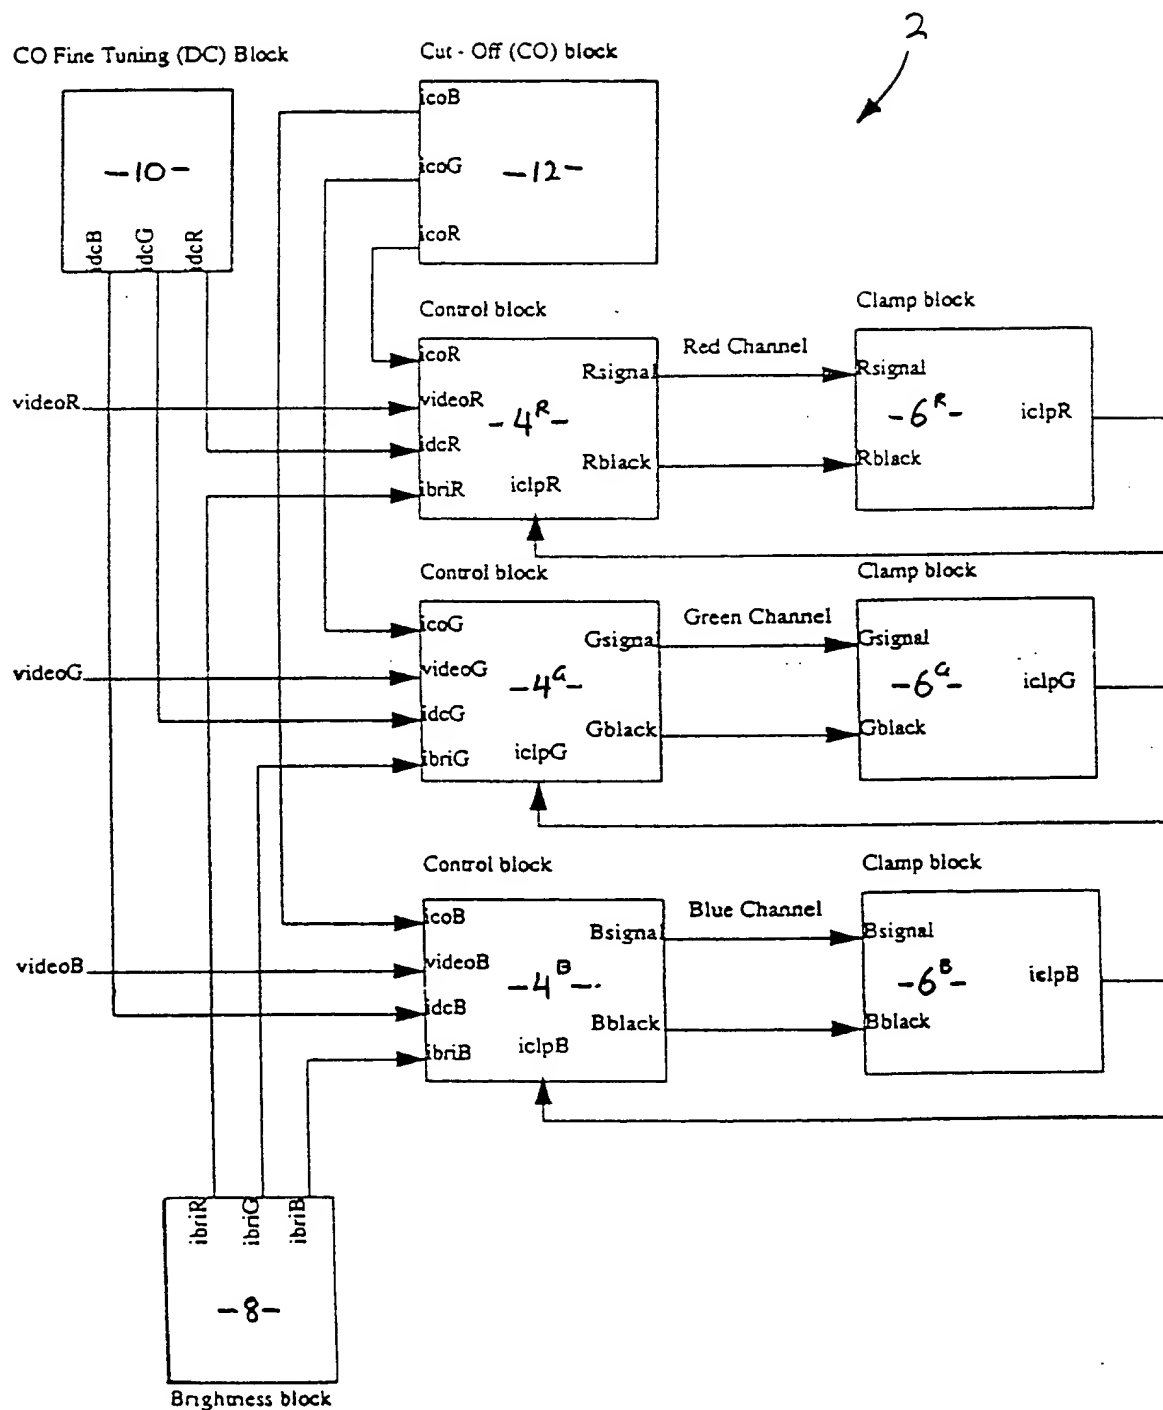 2
CO Fine Tuning (DC) Block
Cut - Off (CO) block
-10-
idcB
idcG
idcR
icoB
icoG
icoR
-12-
Control block
Clamp block
videoR
icoR
videoR
idcR
ibriR
-4R-
iclpR
Rsignal
Rblack
Red Channel
Rsignal
Rblack
-6R-
iclpR
Control block
Clamp block
videoG
icoG
videoG
idcG
ibriG
-4G-
iclpG
Gsignal
Gblack
Green Channel
Gsignal
Gblack
-6G-
iclpG
Control block
Clamp block
videoB
icoB
videoB
idcB
ibriB
-4B-
iclpB
Bsignal
Bblack
Blue Channel
Bsignal
Bblack
-6B-
iclpB
ibriR
ibriG
ibriB
-8-
Brightness block